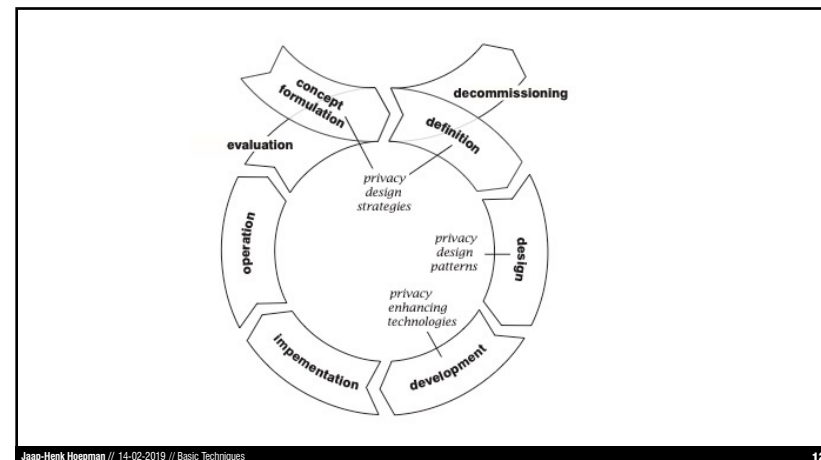 concept
formulation
decommissioning
definition
evaluation
privacy
design
strategies
operation
privacy
design
patterns
design
privacy
enhancing
technologies
impementation
development
Jaap-Henk Hoepman // 14-02-2019 // Basic Techniques